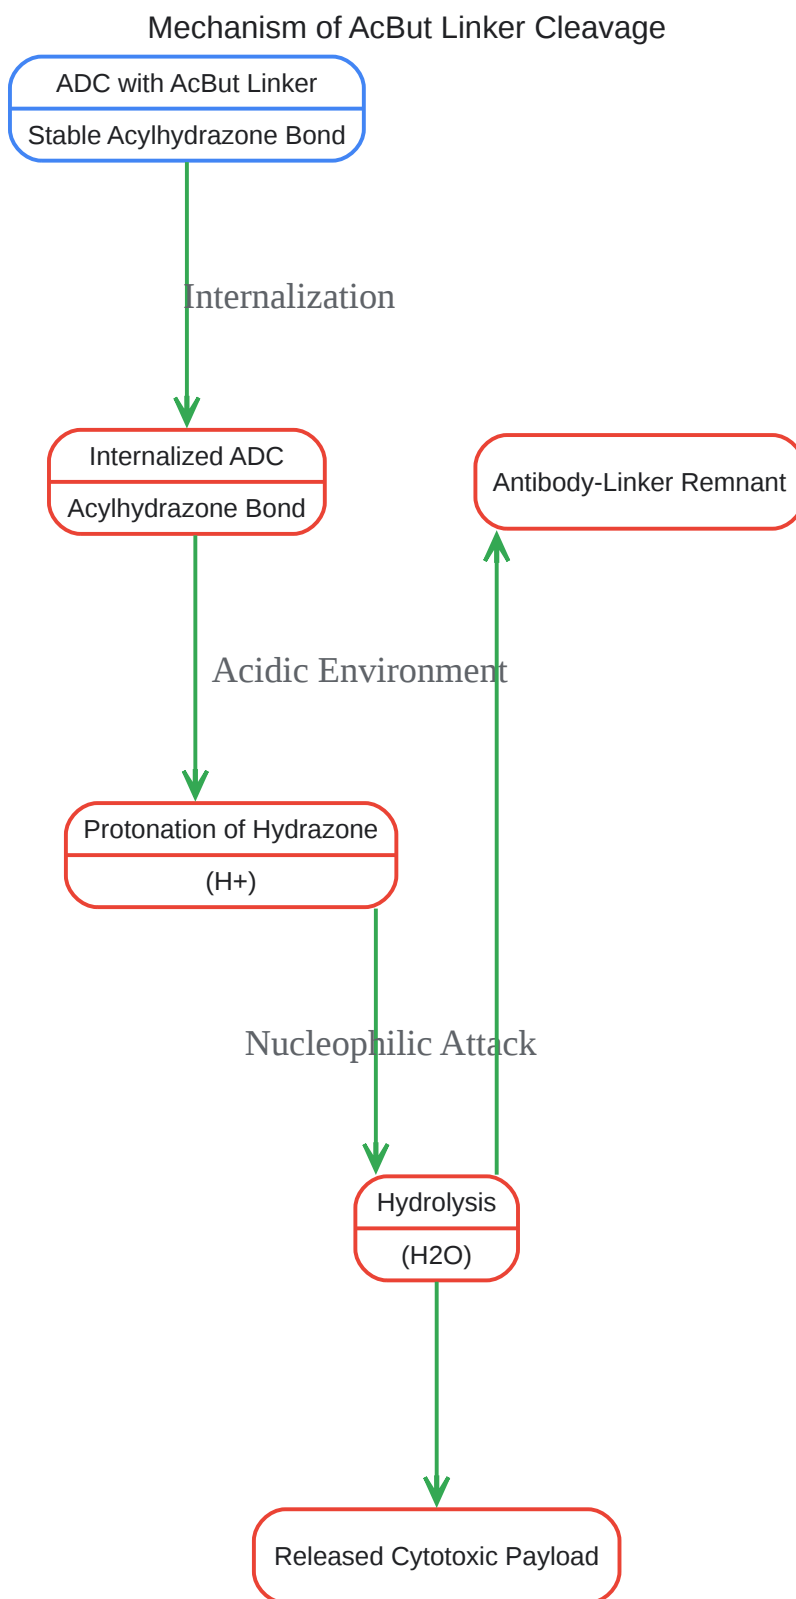 Mechanism of AcBut Linker Cleavage
ADC with AcBut Linker
Stable Acylhydrazone Bond
Internalization
Internalized ADC
Acylhydrazone Bond
Antibody-Linker Remnant
Acidic Environment
Protonation of Hydrazone
(H+)
Nucleophilic Attack
Hydrolysis
(H2O)
Released Cytotoxic Payload